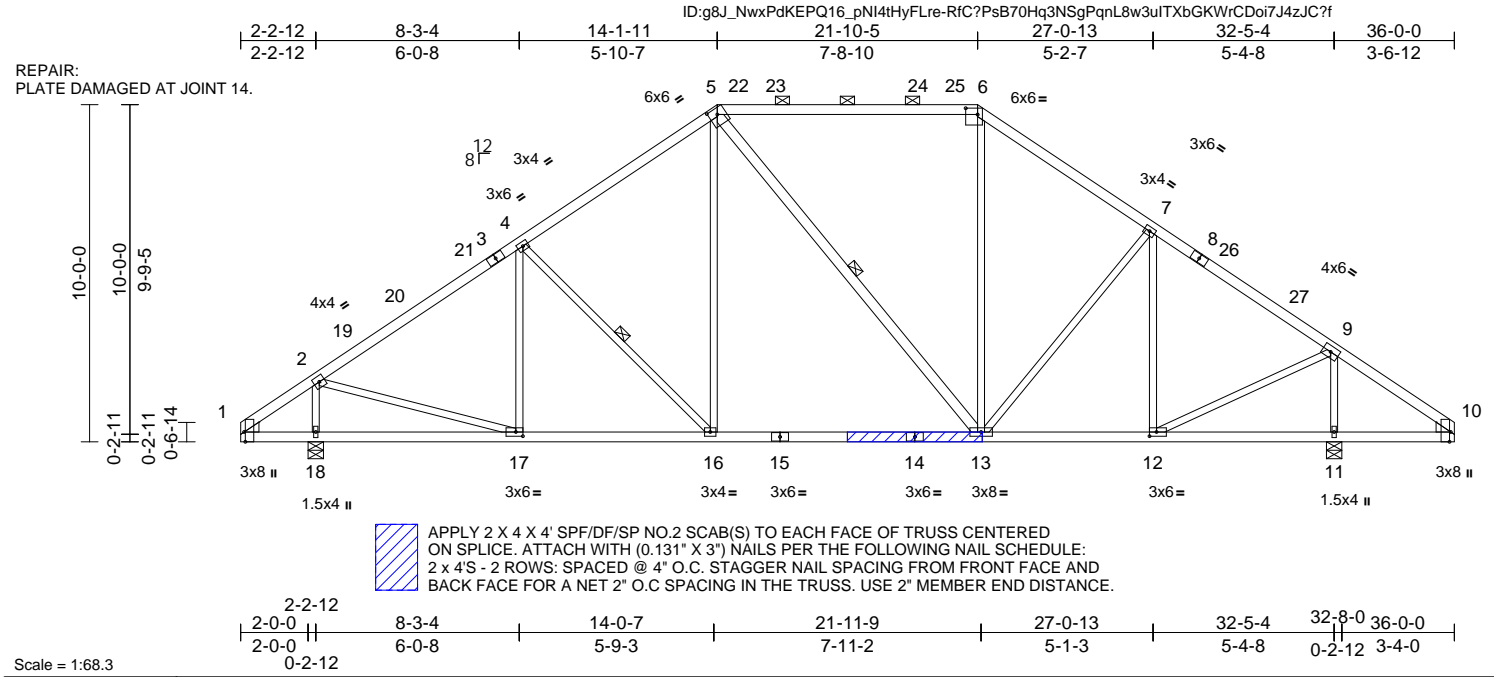 ID:g8J_NwxPdKEPQ16_pNI4tHyFLre-RfC?PsB70Hq3NSgPqnL8w3uITXbGKWrCDoi7J4zJC?f
2-2-12 8-3-4 14-1-11 21-10-5 27-0-13 32-5-4 36-0-0
2-2-12 6-0-8 5-10-7 7-8-10 5-2-7 5-4-8 3-6-12
REPAIR:
PLATE DAMAGED AT JOINT 14.
5 22 23 24 25 6
6x6 // 6x6 =
12
8
3x4 // 3x6 //
3x6 // 3x4 //
4 7
21 3 8 26
10-0-0 10-0-0 9-9-5
4x6 //
20 27
4x4 //
19 9
2
1 10
0-2-11 0-2-11 0-6-14
3x8 II 18 17 16 15 14 13 12 11 3x8 II
1.5x4 II 3x6 = 3x4 = 3x6 = 3x6 = 3x8 = 3x6 = 1.5x4 II
APPLY 2 X 4 X 4' SPF/DF/SP NO.2 SCAB(S) TO EACH FACE OF TRUSS CENTERED
ON SPLICE. ATTACH WITH (0.131" X 3") NAILS PER THE FOLLOWING NAIL SCHEDULE:
2 x 4'S - 2 ROWS: SPACED @ 4" O.C. STAGGER NAIL SPACING FROM FRONT FACE AND
BACK FACE FOR A NET 2" O.C SPACING IN THE TRUSS. USE 2" MEMBER END DISTANCE.
2-2-12
2-0-0 8-3-4 14-0-7 21-11-9 27-0-13 32-5-4 32-8-0 36-0-0
2-0-0 6-0-8 5-9-3 7-11-2 5-1-3 5-4-8 0-2-12 3-4-0
0-2-12
Scale = 1:68.3